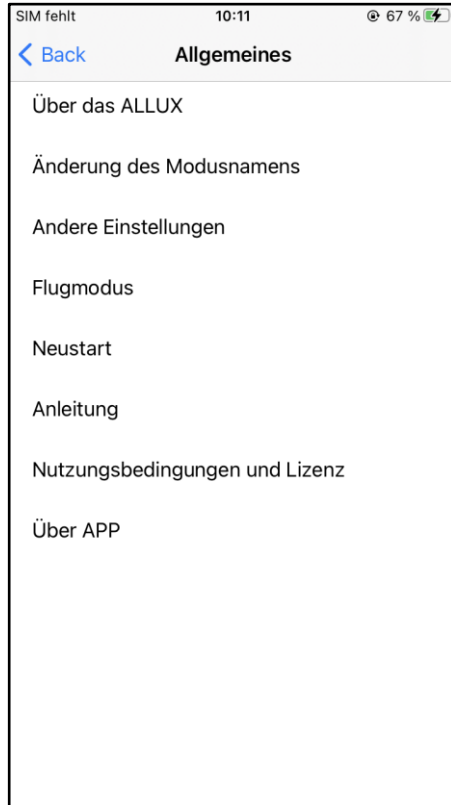 SIM fehlt 10:11 67 %
Back Allgemeines
Über das ALLUX
Änderung des Modusnamens
Andere Einstellungen
Flugmodus
Neustart
Anleitung
Nutzungsbedingungen und Lizenz
Über APP